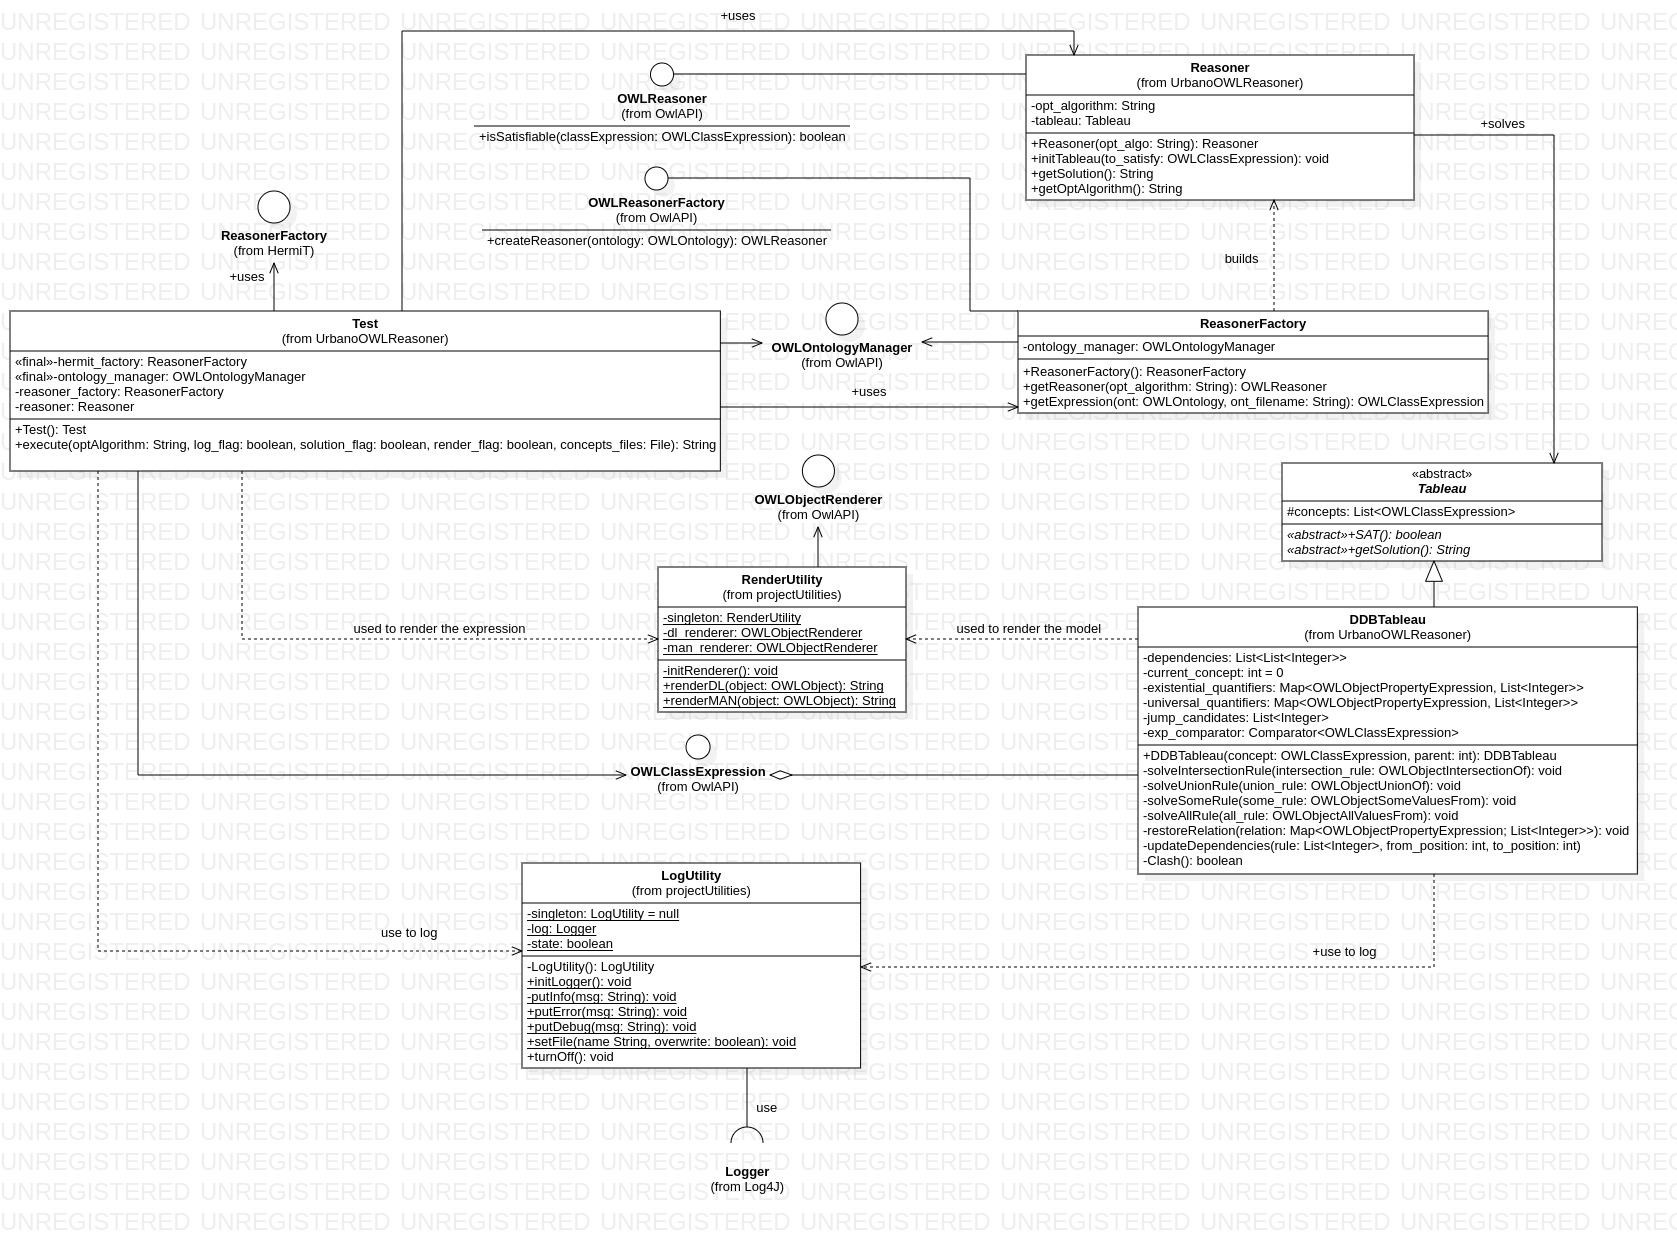 +uses
Reasoner
(from UrbanoOWLReasoner)
-opt_algorithm: String
-tableau: Tableau
+Reasoner(opt_algo: String): Reasoner
+initTableau(to_satisfy: OWLClassExpression): void
+getSolution(): String
+getOptAlgorithm(): String
OWLReasoner
(from OwlAPI)
+isSatisfiable(classExpression: OWLClassExpression): boolean
+solves
OWLReasonerFactory
(from OwlAPI)
+createReasoner(ontology: OWLOntology): OWLReasoner
ReasonerFactory
(from HermiT)
+uses
builds
Test
(from UrbanoOWLReasoner)
«final»-hermit_factory: ReasonerFactory
«final»-ontology_manager: OWLOntologyManager
-reasoner_factory: ReasonerFactory
-reasoner: Reasoner
+Test(): Test
+execute(optAlgorithm: String, log_flag: boolean, solution_flag: boolean, render_flag: boolean, concepts_files: File): String
OWLOntologyManager
(from OwlAPI)
+uses
ReasonerFactory
-ontology_manager: OWLOntologyManager
+ReasonerFactory(): ReasonerFactory
+getReasoner(opt_algorithm: String): OWLReasoner
+getExpression(ont: OWLOntology, ont_filename: String): OWLClassExpression
OWLObjectRenderer
(from OwlAPI)
«abstract»
Tableau
#concepts: List<OWLClassExpression>
«abstract»+SAT(): boolean
«abstract»+getSolution(): String
used to render the expression
RenderUtility
(from projectUtilities)
-singleton: RenderUtility
-dl_renderer: OWLObjectRenderer
-man_renderer: OWLObjectRenderer
-initRenderer(): void
+renderDL(object: OWLObject): String
+renderMAN(object: OWLObject): String
used to render the model
DDBTableau
(from UrbanoOWLReasoner)
-dependencies: List<List<Integer>>
-current_concept: int = 0
-existential_quantifiers: Map<OWLObjectPropertyExpression, List<Integer>>
-universal_quantifiers: Map<OWLObjectPropertyExpression, List<Integer>>
-jump_candidates: List<Integer>
-exp_comparator: Comparator<OWLClassExpression>
+DDBTableau(concept: OWLClassExpression, parent: int): DDBTableau
-solveIntersectionRule(intersection_rule: OWLObjectIntersectionOf): void
-solveUnionRule(union_rule: OWLObjectUnionOf): void
-solveSomeRule(some_rule: OWLObjectSomeValuesFrom): void
-solveAllRule(all_rule: OWLObjectAllValuesFrom): void
-restoreRelation(relation: Map<OWLObjectPropertyExpression; List<Integer>>): void
-updateDependencies(rule: List<Integer>, from_position: int, to_position: int)
-Clash(): boolean
OWLClassExpression
(from OwlAPI)
LogUtility
(from projectUtilities)
-singleton: LogUtility = null
-log: Logger
-state: boolean
-LogUtility(): LogUtility
+initLogger(): void
-putInfo(msg: String): void
+putError(msg: String): void
+putDebug(msg: String): void
+setFile(name String, overwrite: boolean): void
+turnOff(): void
use to log
+use to log
use
Logger
(from Log4J)